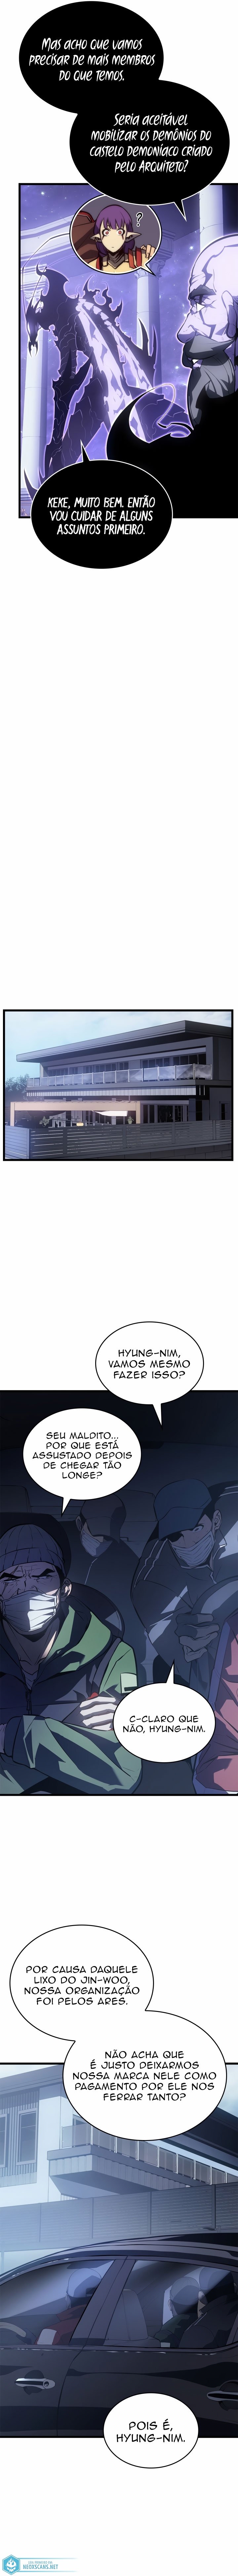 MAS ACHO QUE VAMOS
PRECISAR DE MAIS MEMBROS
DO QUE TEMOS.
SERIA ACEITÁVEL
MOBILIZAR OS DEMÔNIOS DO
CASTELO DEMONÍACO CRIADO
PELO ARQUITETO?
?
KEKE, MUITO BEM. ENTÃO
VOU CUIDAR DE ALGUNS
ASSUNTOS PRIMEIRO.
HYUNG-NIM,
VAMOS MESMO
FAZER ISSO?
SEU MALDITO...
POR QUE ESTÁ
ASSUSTADO DEPOIS
DE CHEGAR TÃO
LONGE?
C-CLARO QUE
NÃO, HYUNG-NIM.
POR CAUSA DAQUELE
LIXO DO JIN-WOO,
NOSSA ORGANIZAÇÃO
FOI PELOS ARES.
NÃO ACHA QUE
É JUSTO DEIXARMOS
NOSSA MARCA NELE COMO
PAGAMENTO POR ELE NOS
FERRAR TANTO?
POIS É,
HYUNG-NIM.
NEOXSCANS.NET